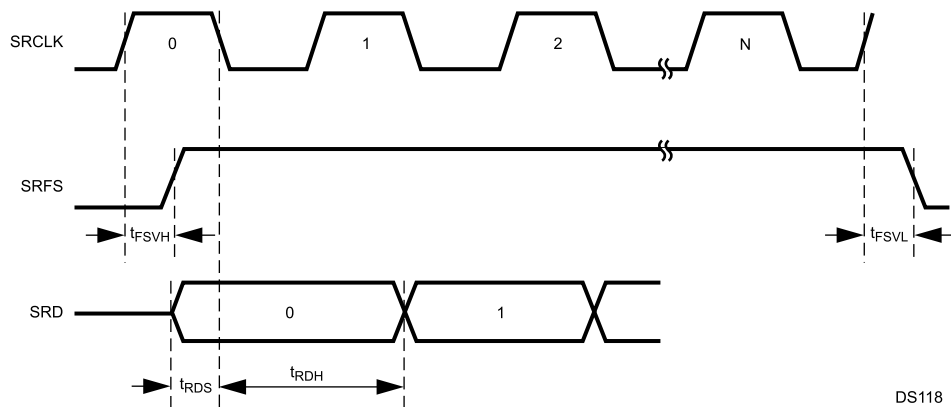 SRCLK
0
1
2
N
SRFS
tFSVH
tFSVL
SRD
0
1
tRDS
tRDH
DS118